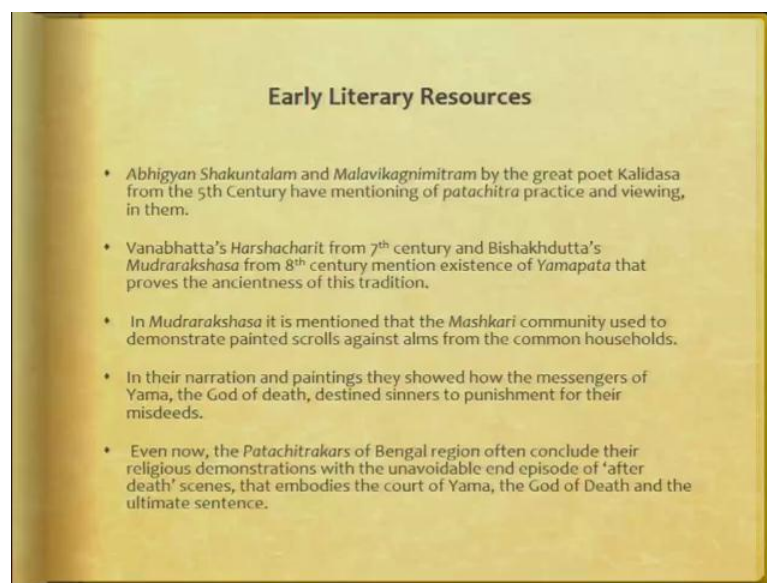 Early Literary Resources
• Abhigyan Shakuntalam and Malavikagnimitram by the great poet Kalidasa
from the 5th Century have mentioning of patachitra practice and viewing,
in them.
• Vanabhatta's Harshacharit from 7th century and Bishakhdutta's
Mudrarakshasa from 8th century mention existence of Yamapata that
proves the ancientness of this tradition.
• In Mudrarakshasa it is mentioned that the Mashkari community used to
demonstrate painted scrolls against alms from the common households.
• In their narration and paintings they showed how the messengers of
Yama, the God of death, destined sinners to punishment for their
misdeeds.
• Even now, the Patachitrakars of Bengal region often conclude their
religious demonstrations with the unavoidable end episode of ‘after
death’ scenes, that embodies the court of Yama, the God of Death and the
ultimate sentence.